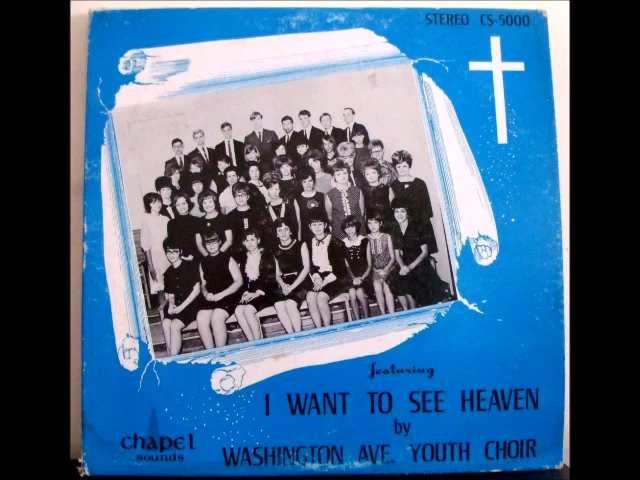 STEREO CS-5000
featuring
I WANT TO SEE HEAVEN
by
WASHINGTON AVE. YOUTH CHOIR
chapel
sounds